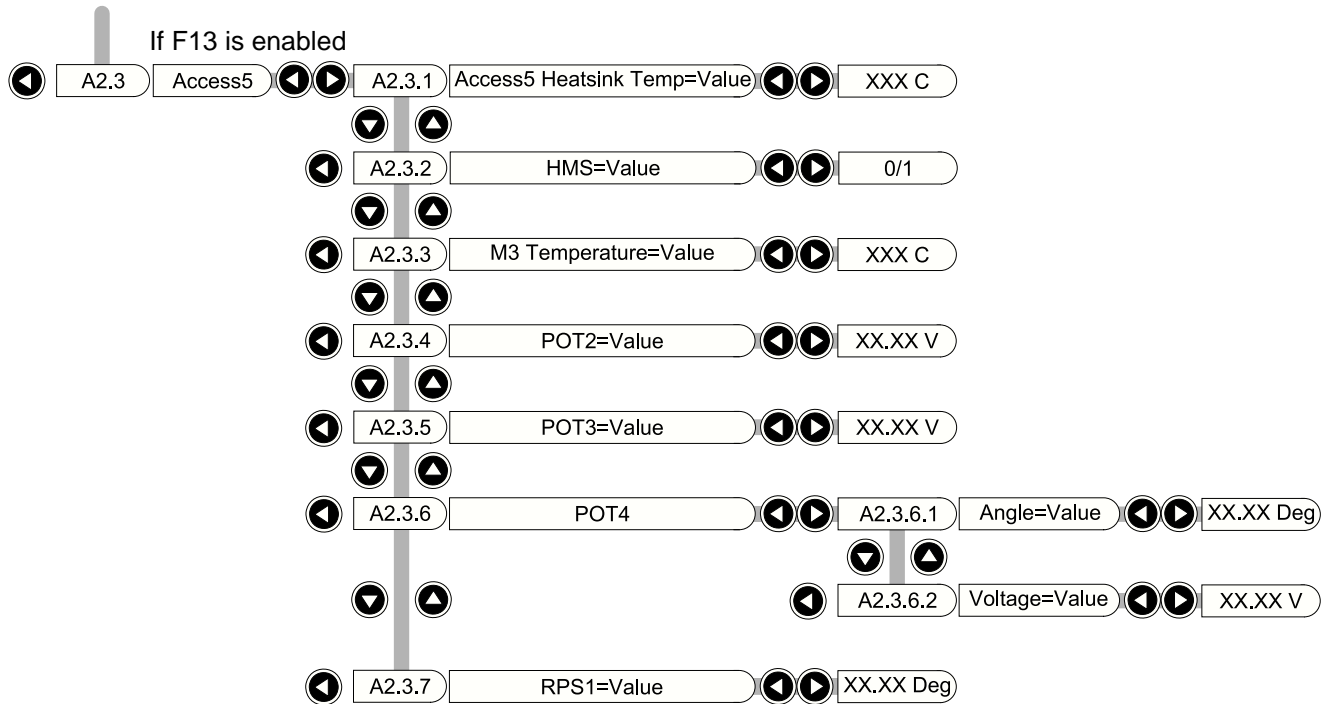 If F13 is enabled
A2.3 Access5 A2.3.1 Access5 Heatsink Temp=Value XXX C
A2.3.2 HMS=Value 0/1
A2.3.3 M3 Temperature=Value XXX C
A2.3.4 POT2=Value XX.XX V
A2.3.5 POT3=Value XX.XX V
A2.3.6 POT4 A2.3.6.1 Angle=Value XX.XX Deg
A2.3.6.2 Voltage=Value XX.XX V
A2.3.7 RPS1=Value XX.XX Deg